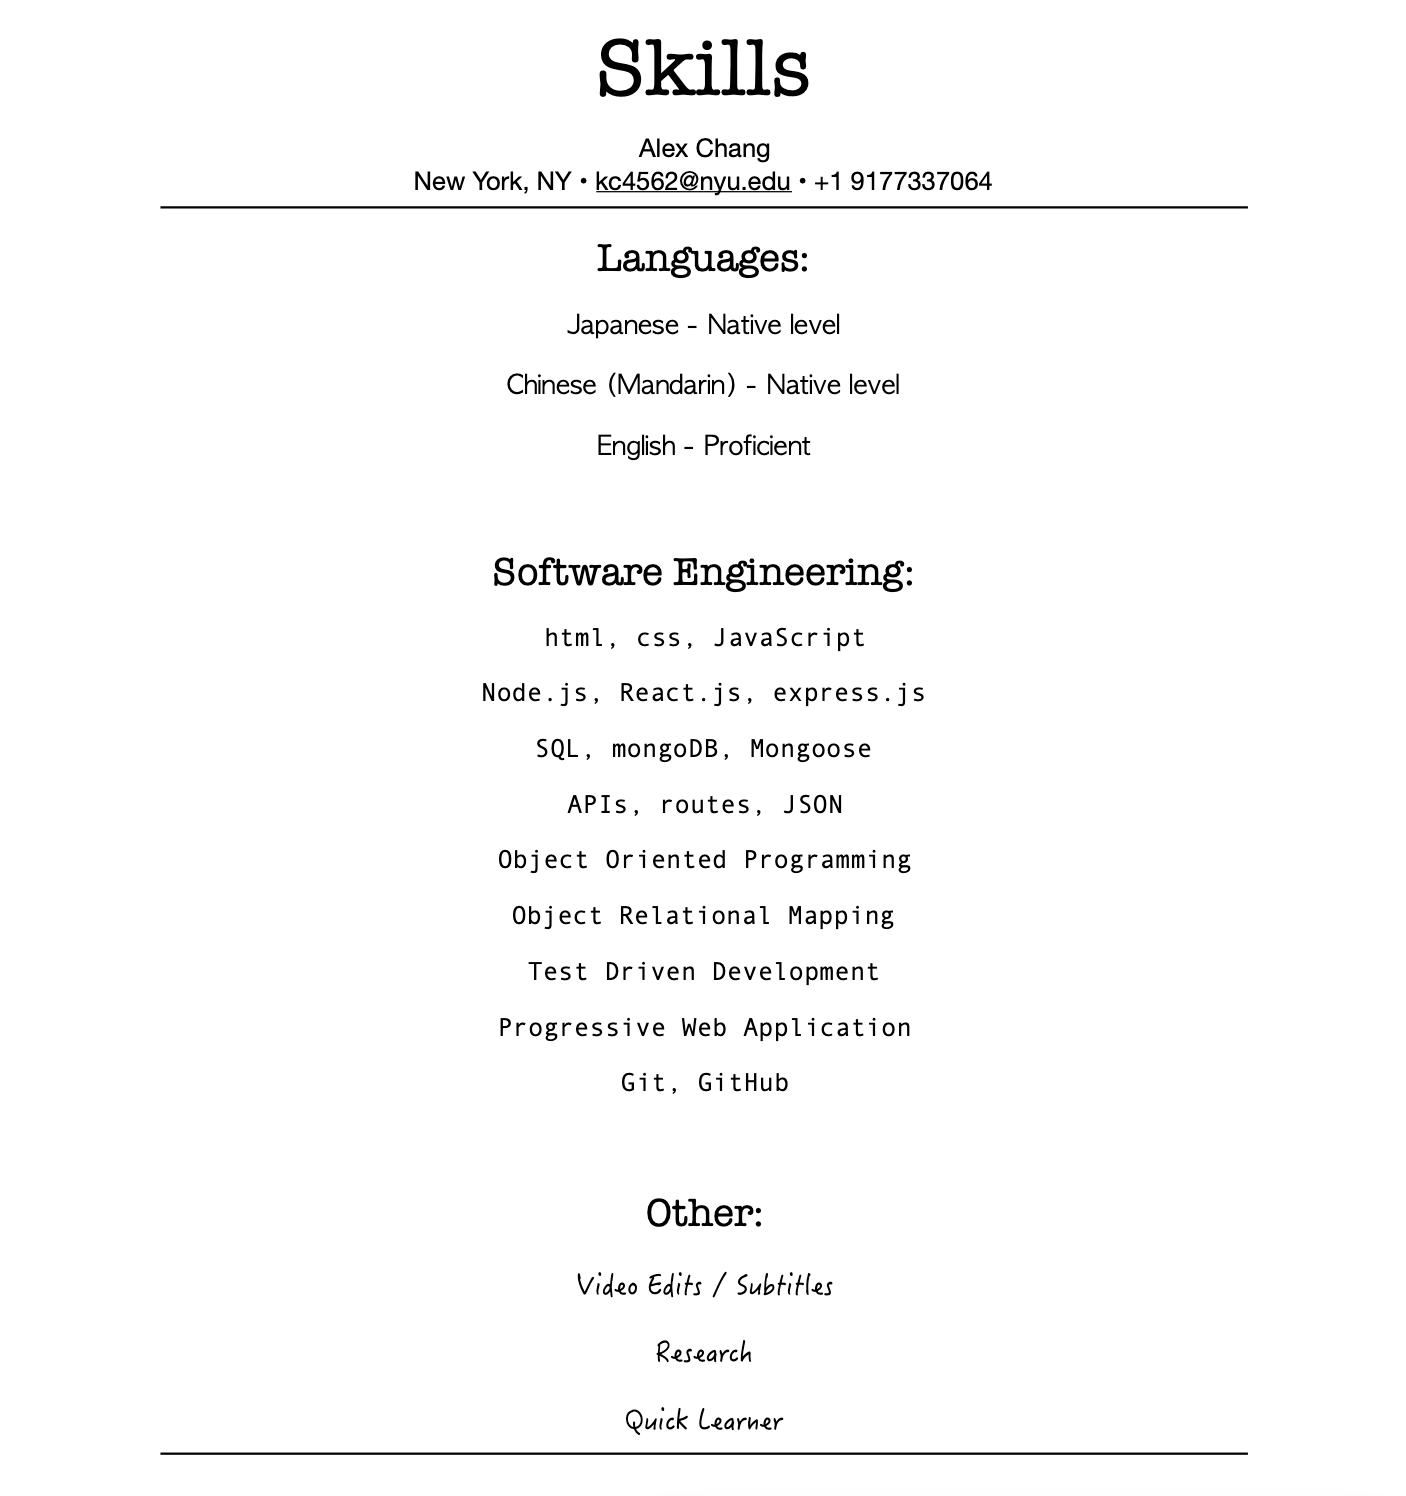 Skills
Alex Chang
New York, NY • kc4562@nyu.edu • +1 9177337064
Languages:
Japanese - Native level
Chinese (Mandarin) - Native level
English - Proficient
Software Engineering:
html, css, JavaScript
Node.js, React.js, express.js
SQL, mongoDB, Mongoose
APIs, routes, JSON
Object Oriented Programming
Object Relational Mapping
Test Driven Development
Progressive Web Application
Git, GitHub
Other:
Video Edits / Subtitles
Research
Quick Learner